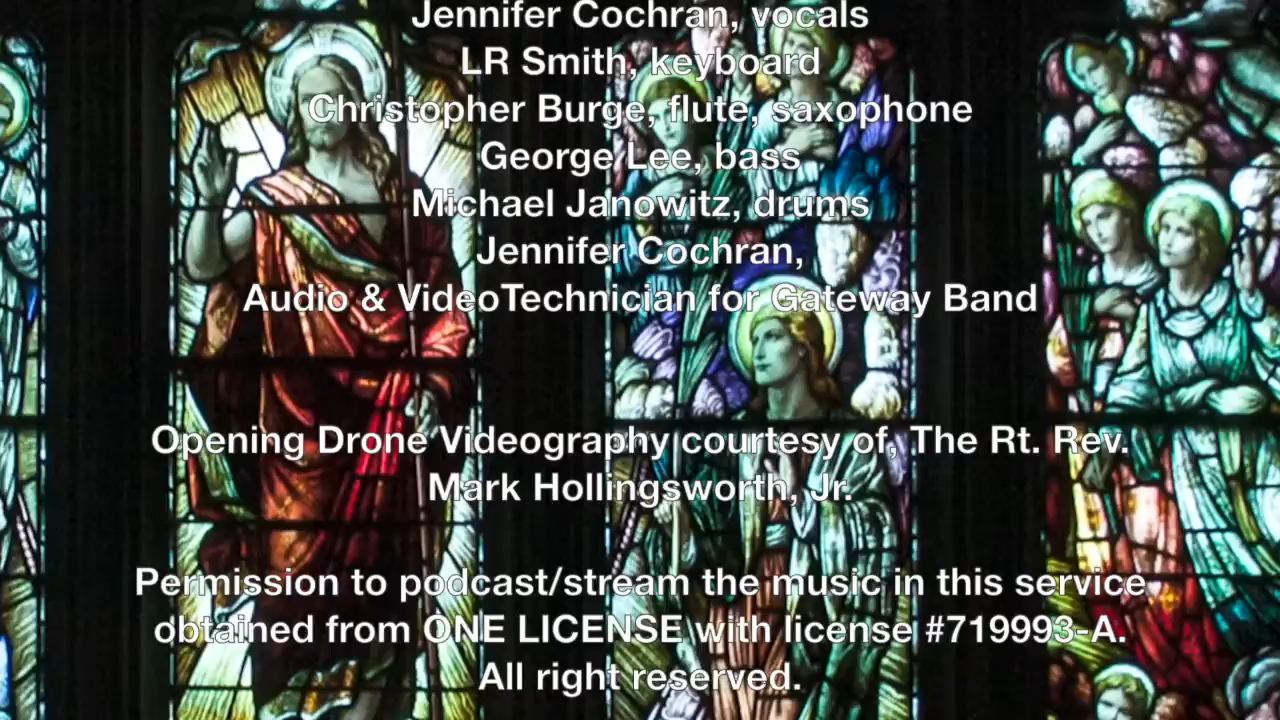 Jennifer Cochran, vocals
LR Smith, keyboard
Christopher Burge, flute, saxophone
George Lee, bass
Michael Janowitz, drums
Jennifer Cochran,
Audio & VideoTechnician for Gateway Band
Opening Drone Videography courtesy of, The Rt. Rev.
Mark Hollingsworth, Jr.
Permission to podcast/stream the music in this service
obtained from ONE LICENSE with license #719993-A.
All right reserved.